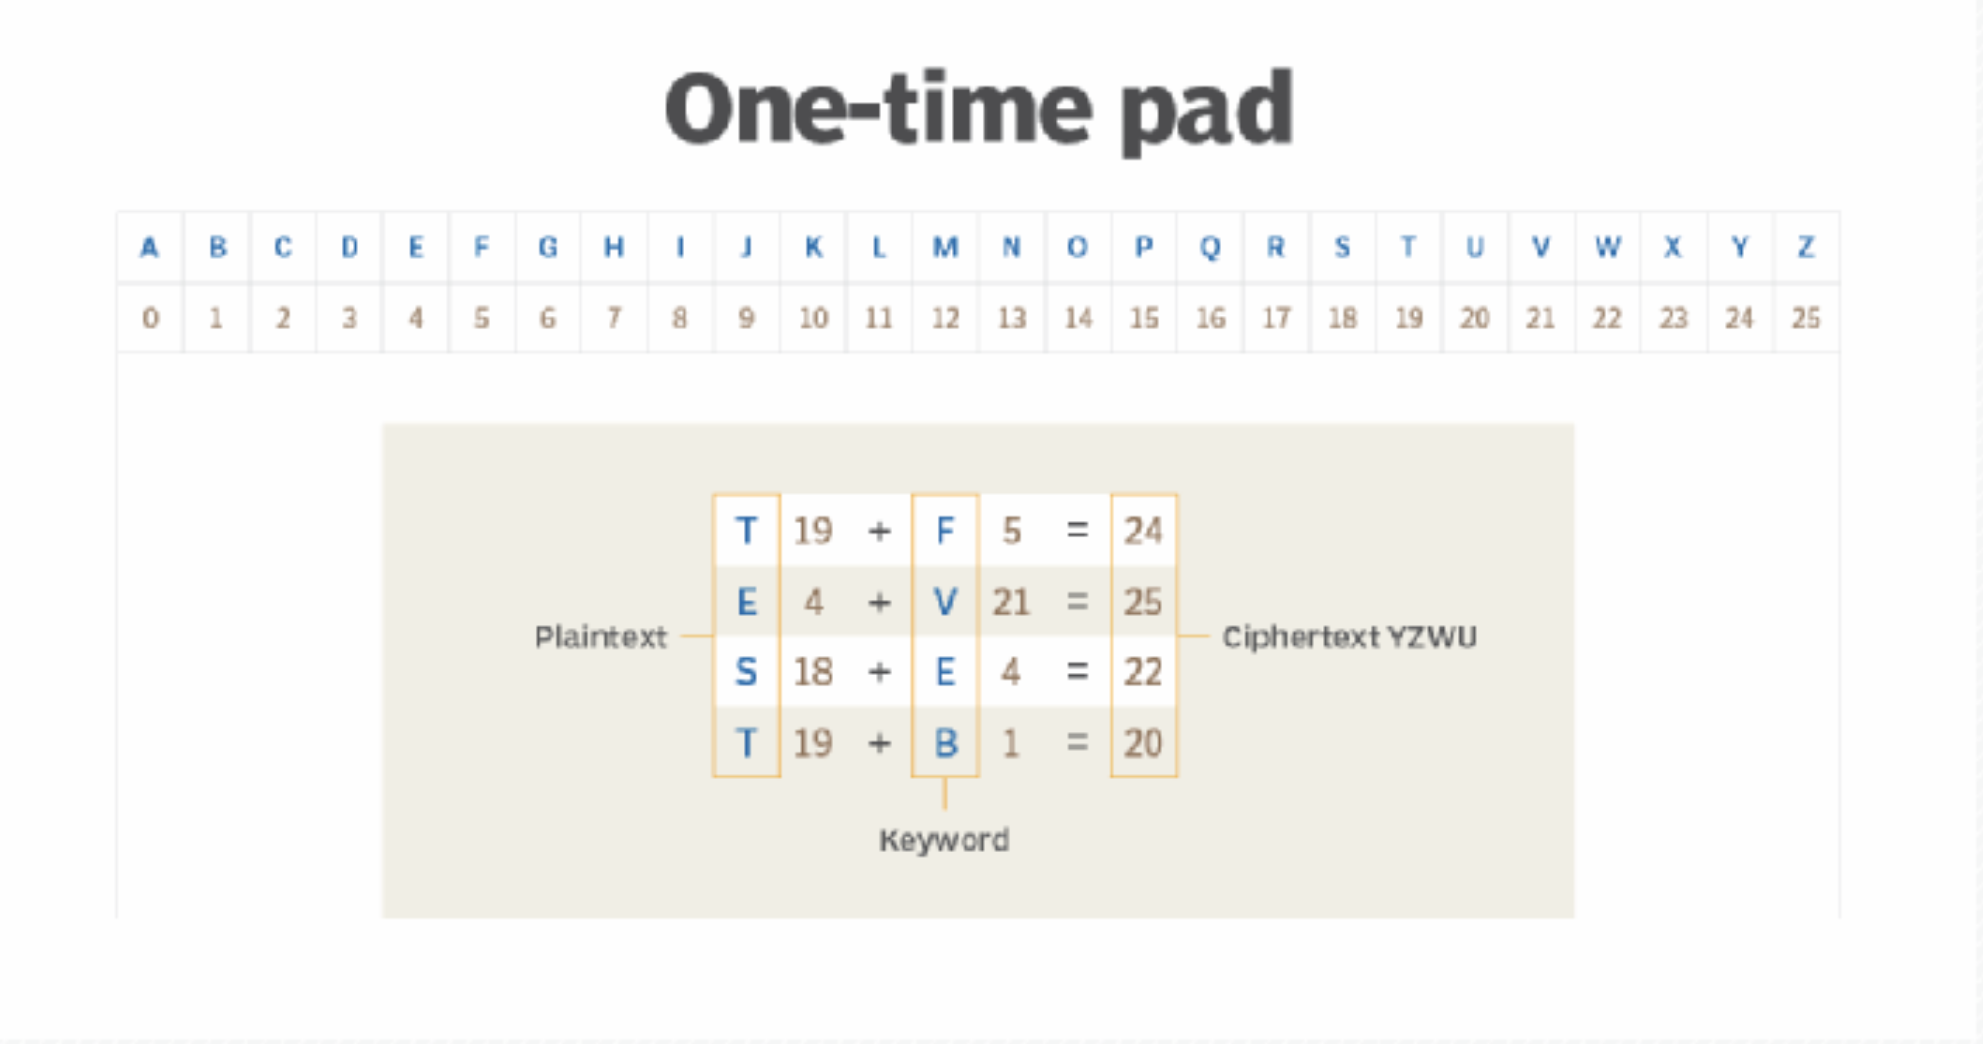 One-time pad
A B C D E F G H I J K L M N O P Q R S T U V W X Y Z
0 1 2 3 4 5 6 7 8 9 10 11 12 13 14 15 16 17 18 19 20 21 22 23 24 25
T 19 + F 5 = 24
E 4 + V 21 = 25
Plaintext
Ciphertext YZWU
S 18 + E 4 = 22
T 19 + B 1 = 20
Keyword